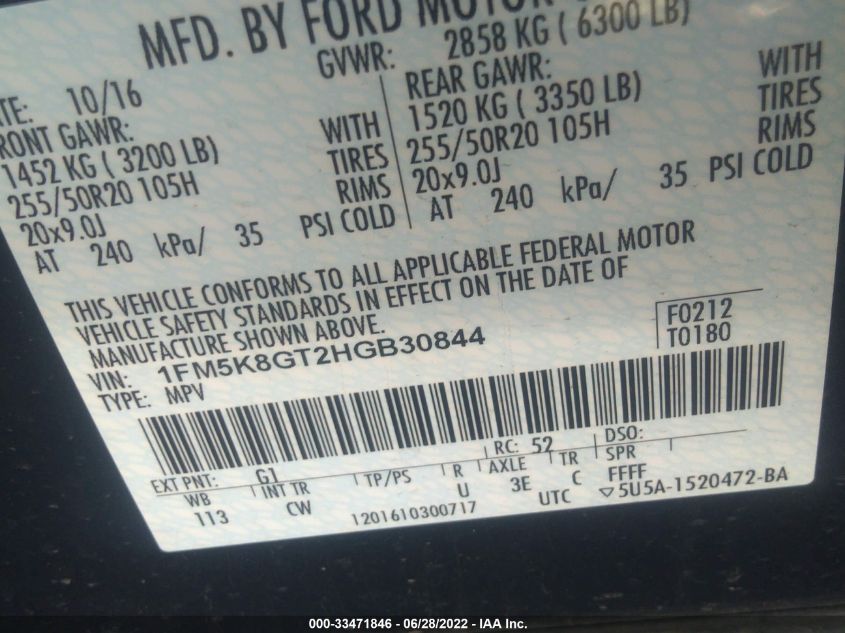 MFD. BY FORD MOTOR
GVWR: 2858 KG ( 6300 LB)
10/16
FRONT GAWR:
1452 KG ( 3200 LB) WITH
255/50R20 105H TIRES
20x9.0J RIMS
AT 240 kPa/ 35 PSI COLD
REAR GAWR:
1520 KG ( 3350 LB) WITH
255/50R20 105H TIRES
20x9.0J RIMS
AT 240 kPa/ 35 PSI COLD
THIS VEHICLE CONFORMS TO ALL APPLICABLE FEDERAL MOTOR
VEHICLE SAFETY STANDARDS IN EFFECT ON THE DATE OF
MANUFACTURE SHOWN ABOVE.
VIN: 1FM5K8GT2HGB30844
TYPE: MPV
F0212
T0180
EXT PNT: G1 RC: 52 DSO:
WB INT TR TP/PS R AXLE TR SPR
113 CW U 3E C FFFF
1201610300717 UTC ▽5U5A-1520472-BA
000-33471846 - 06/28/2022 - IAA Inc.